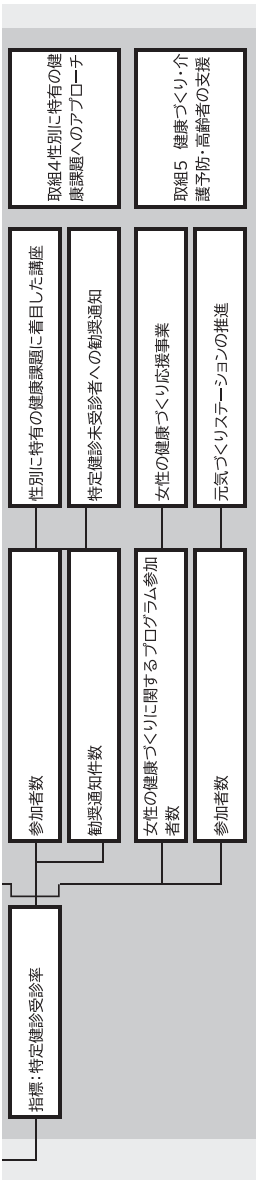 取組4 性別に特有の健
康課題へのアプローチ
取組5 健康づくり・介
護予防・高齢者の支援
性別に特有の健康課題に着目した講座
特定健診未受診者への勧奨通知
女性の健康づくり応援事業
元気づくりステーションの推進
参加者数
勧奨通知件数
女性の健康づくりに関するプログラム参加
者数
参加者数
指標：特定健診受診率